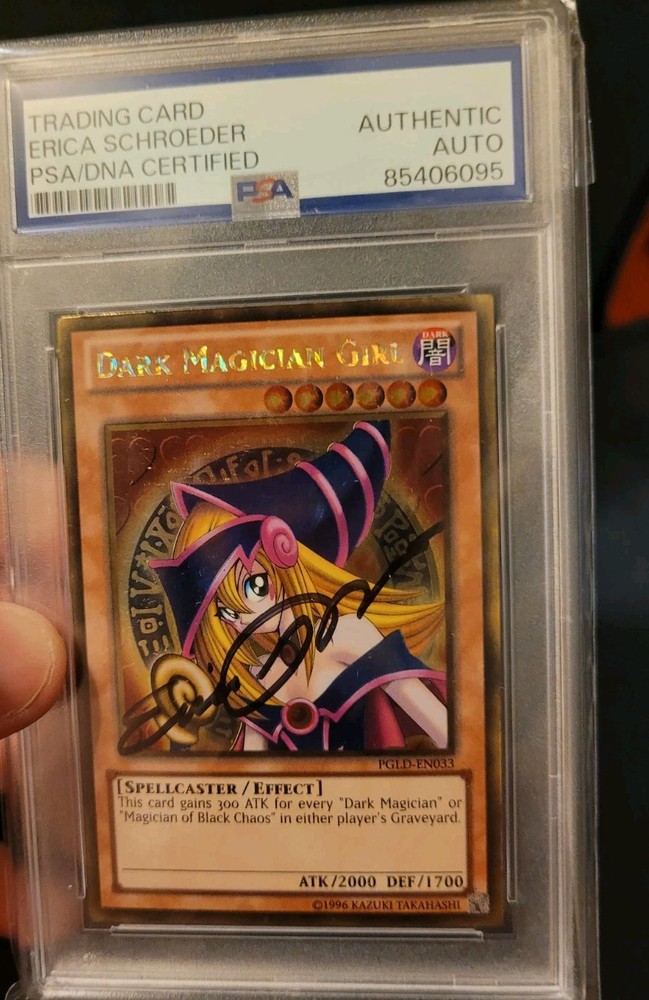 TRADING CARD
ERICA SCHROEDER
PSA/DNA CERTIFIED
AUTHENTIC
AUTO
85406095
PSA
DARK MAGICIAN GIRL
DARK
闇
PGLD-EN033
[SPELLCASTER/EFFECT]
This card gains 300 ATK for every "Dark Magician" or
"Magician of Black Chaos" in either player's Graveyard.
ATK/2000 DEF/1700
©1996 KAZUKI TAKAHASHI